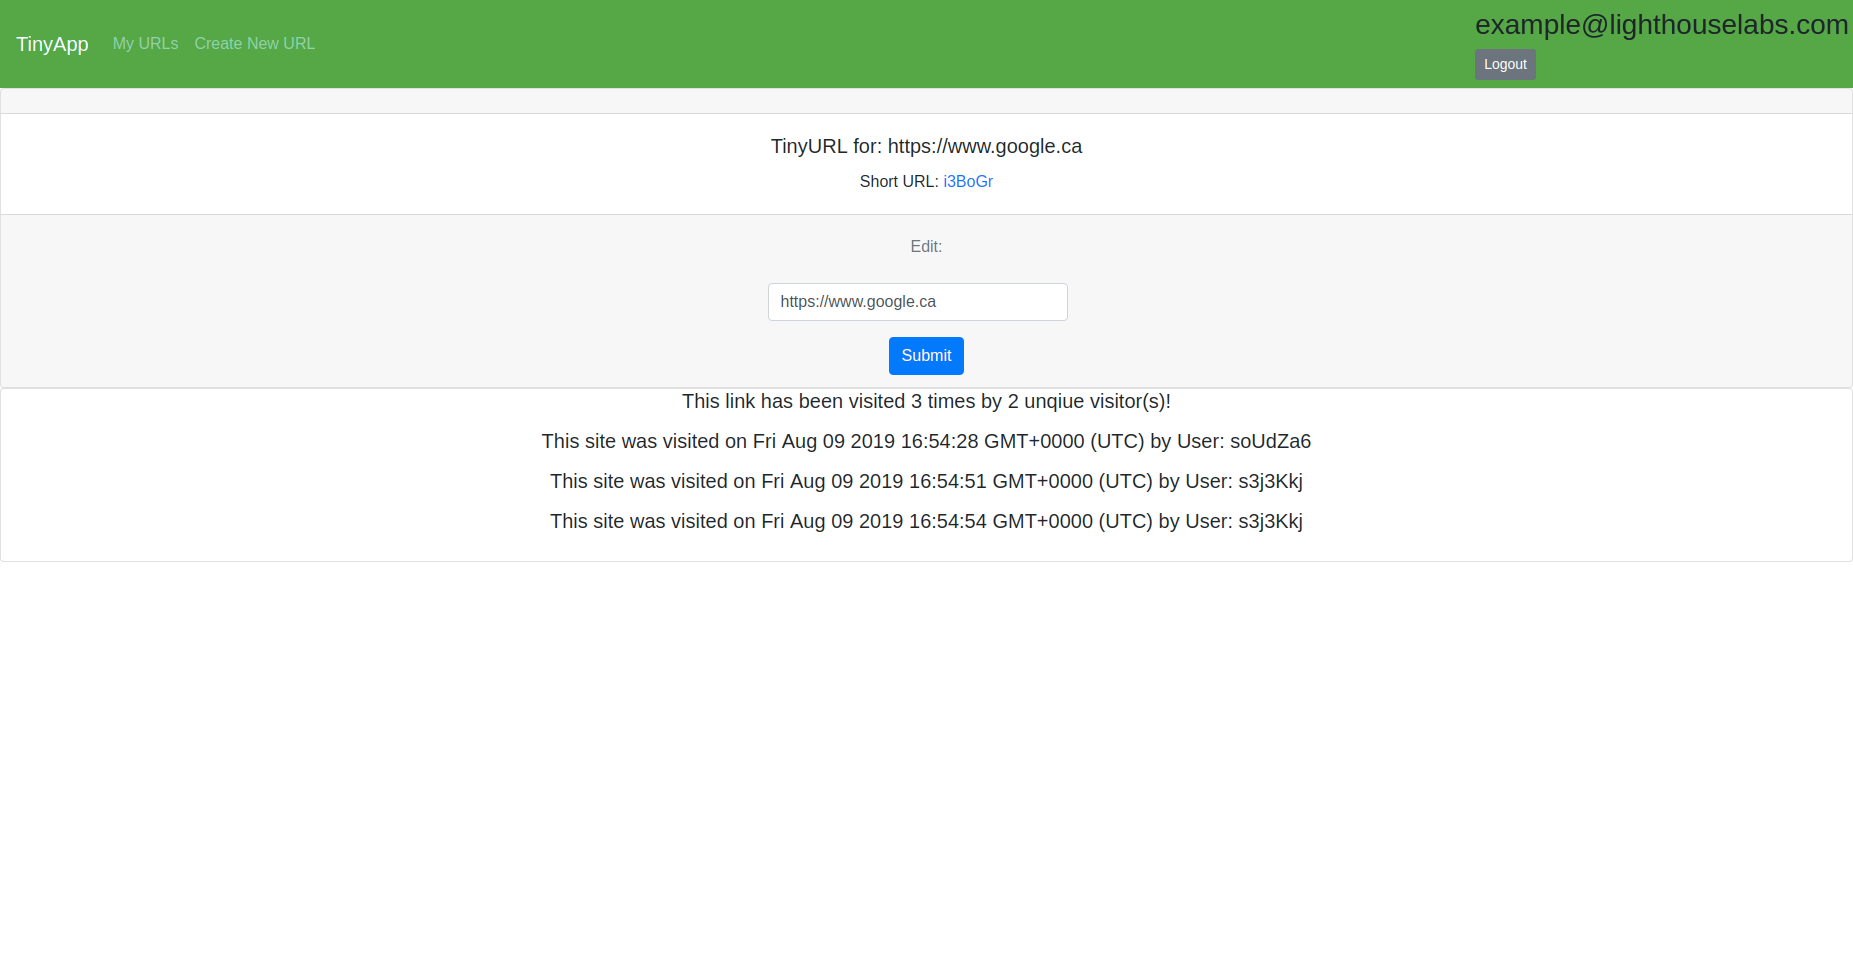 TinyApp My URLs Create New URL
example@lighthouselabs.com
Logout
TinyURL for: https://www.google.ca
Short URL: i3BoGr
Edit:
https://www.google.ca
Submit
This link has been visited 3 times by 2 unqiue visitor(s)!
This site was visited on Fri Aug 09 2019 16:54:28 GMT+0000 (UTC) by User: soUdZa6
This site was visited on Fri Aug 09 2019 16:54:51 GMT+0000 (UTC) by User: s3j3Kkj
This site was visited on Fri Aug 09 2019 16:54:54 GMT+0000 (UTC) by User: s3j3Kkj